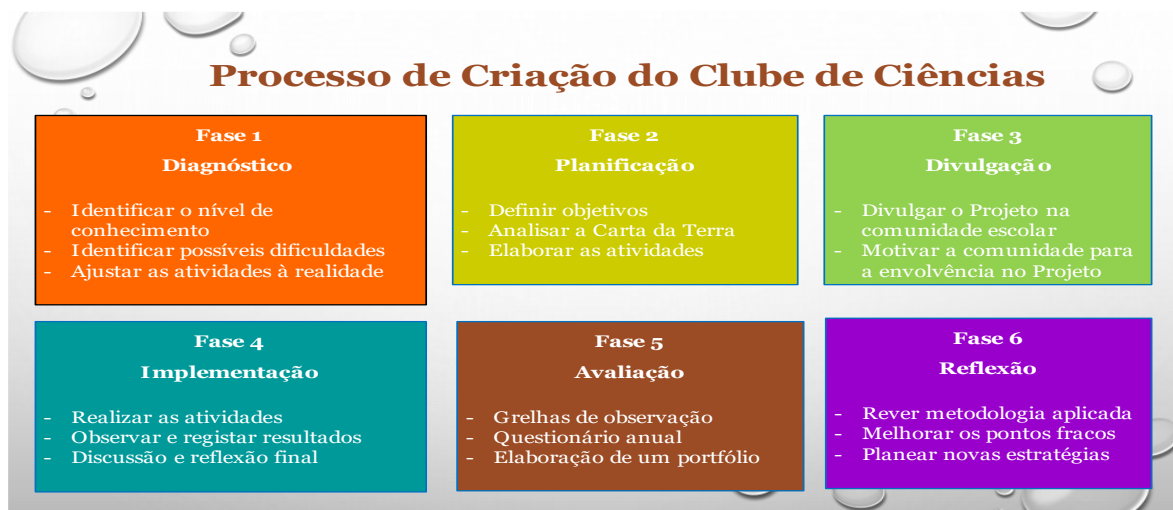 Processo de Criação do Clube de Ciências
Fase 1
Diagnóstico
- Identificar o nível de
conhecimento
- Identificar possíveis dificuldades
- Ajustar as atividades à realidade
Fase 2
Planificação
- Definir objetivos
- Analisar a Carta da Terra
- Elaborar as atividades
Fase 3
Divulgação
- Divulgar o Projeto na
comunidade escolar
- Motivar a comunidade para
a envolvência no Projeto
Fase 4
Implementação
- Realizar as atividades
- Observar e registar resultados
- Discussão e reflexão final
Fase 5
Avaliação
- Grelhas de observação
- Questionário anual
- Elaboração de um portfólio
Fase 6
Reflexão
- Rever metodologia aplicada
- Melhorar os pontos fracos
- Planear novas estratégias